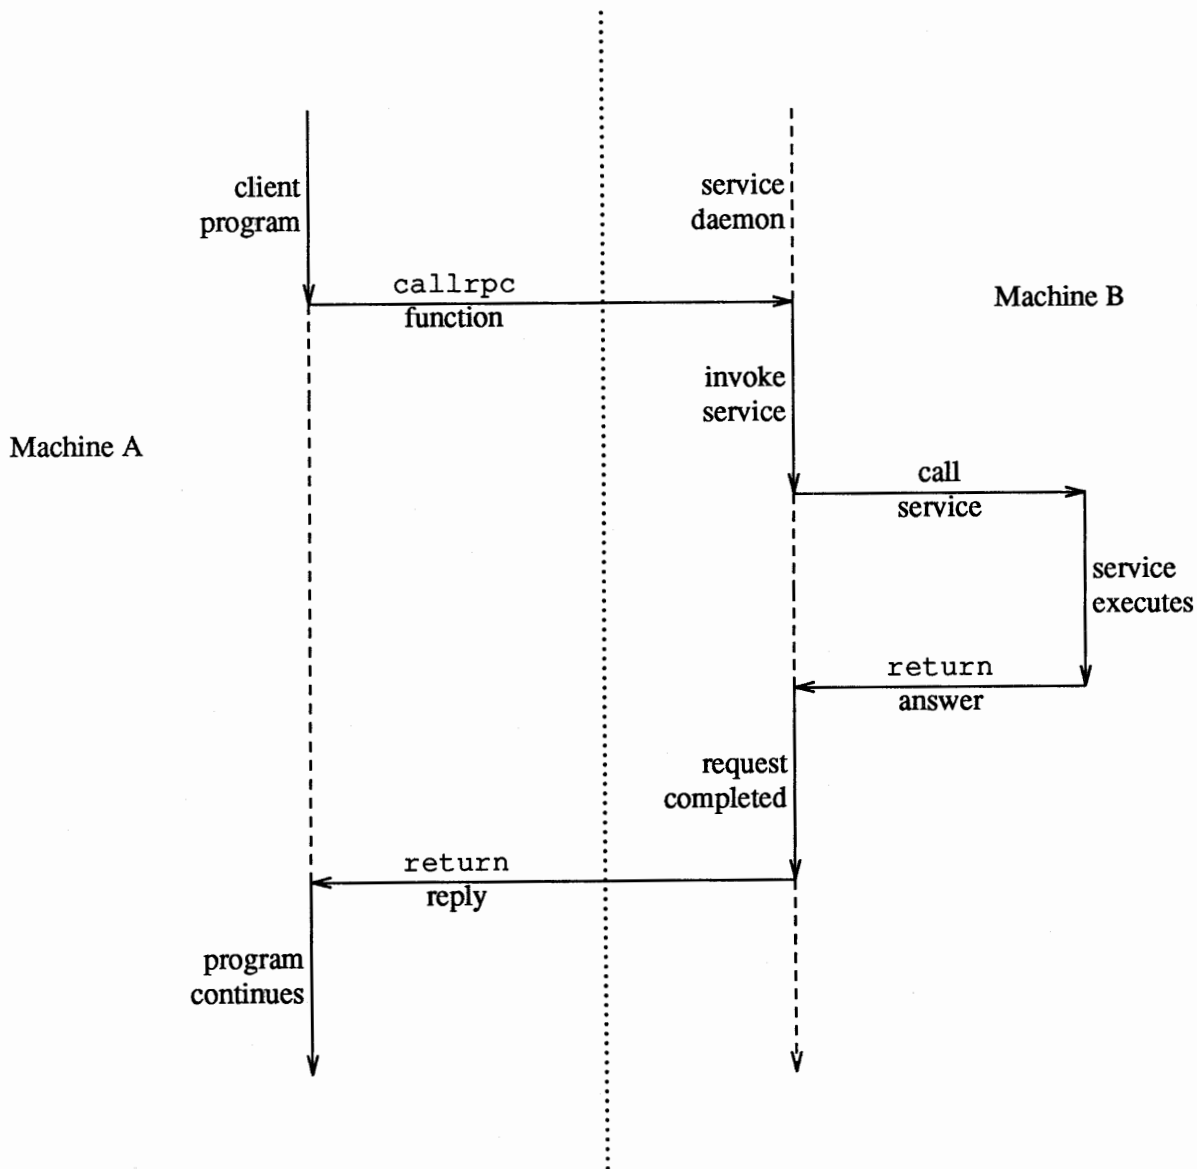 client
program
service
daemon
callrpc
function
Machine B
invoke
service
Machine A
call
service
service
executes
return
answer
request
completed
return
reply
program
continues